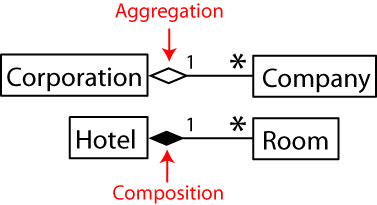 Aggregation
Corporation 1 * Company
Hotel 1 * Room
Composition